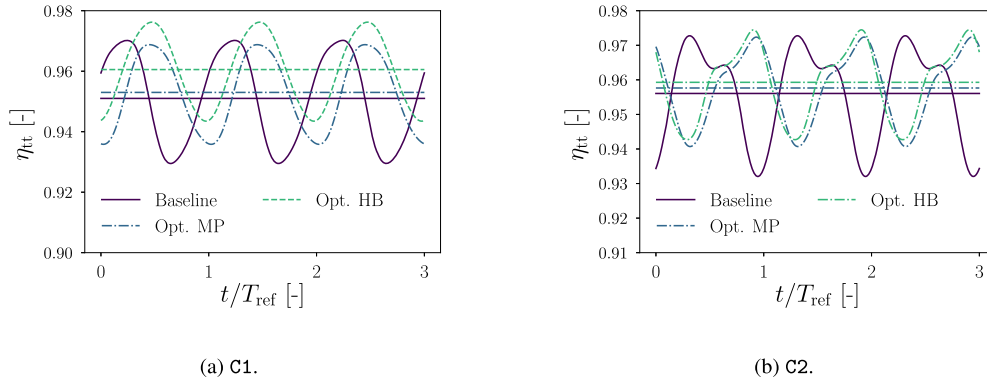 0.98
0.96
0.94
0.92
0.90
η_tt [-]
Baseline
Opt. MP
Opt. HB
0
1
2
3
t/T_ref [-]
(a) C1.
0.98
0.97
0.96
0.95
0.94
0.93
0.92
0.91
η_tt [-]
Baseline
Opt. MP
Opt. HB
0
1
2
3
t/T_ref [-]
(b) C2.